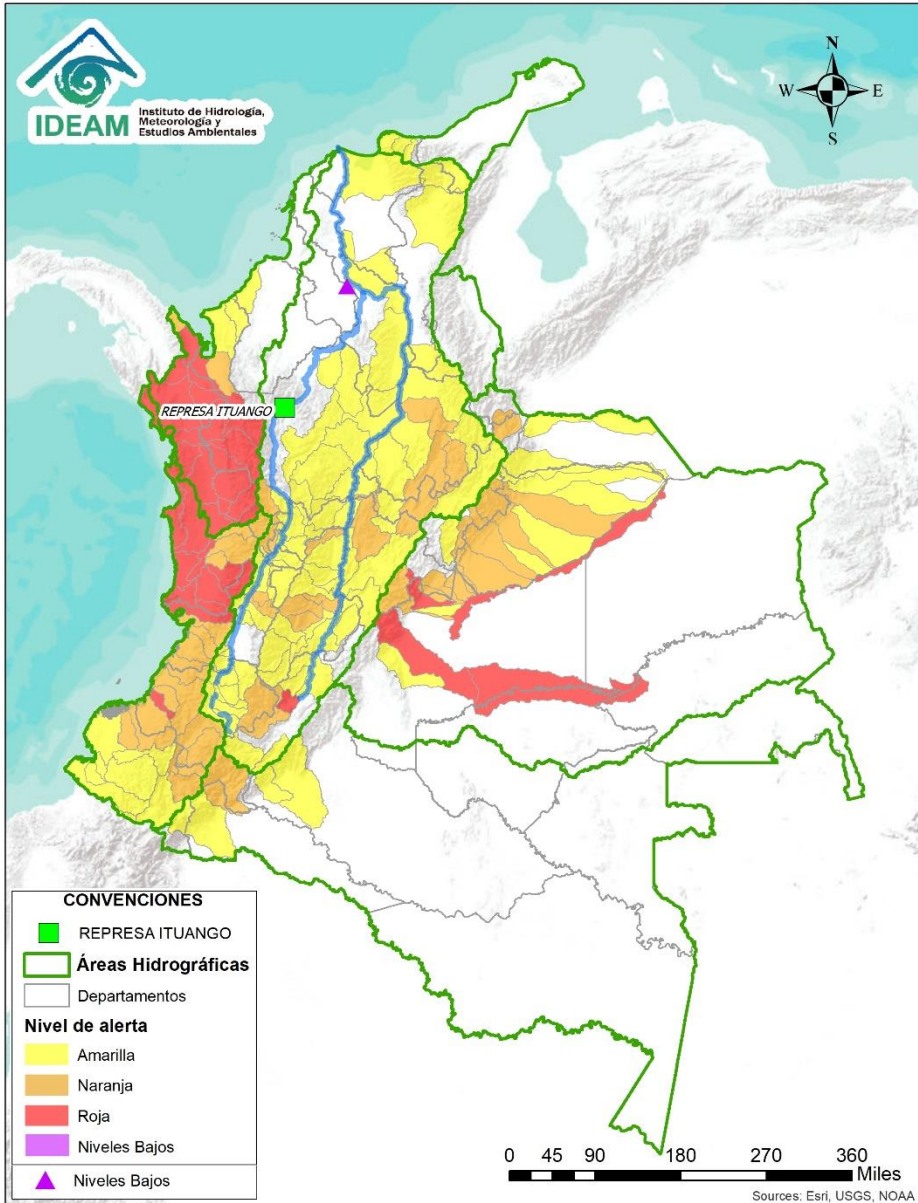 IDEAM
Instituto de Hidrología,
Meteorología y
Estudios Ambientales
N
W
E
S
REPRESA ITUANGO
CONVENCIONES
REPRESA ITUANGO
Áreas Hidrográficas
Departamentos
Nivel de alerta
Amarilla
Naranja
Roja
Niveles Bajos
Niveles Bajos
0 45 90 180 270 360
Miles
Sources: Esri, USGS, NOAA